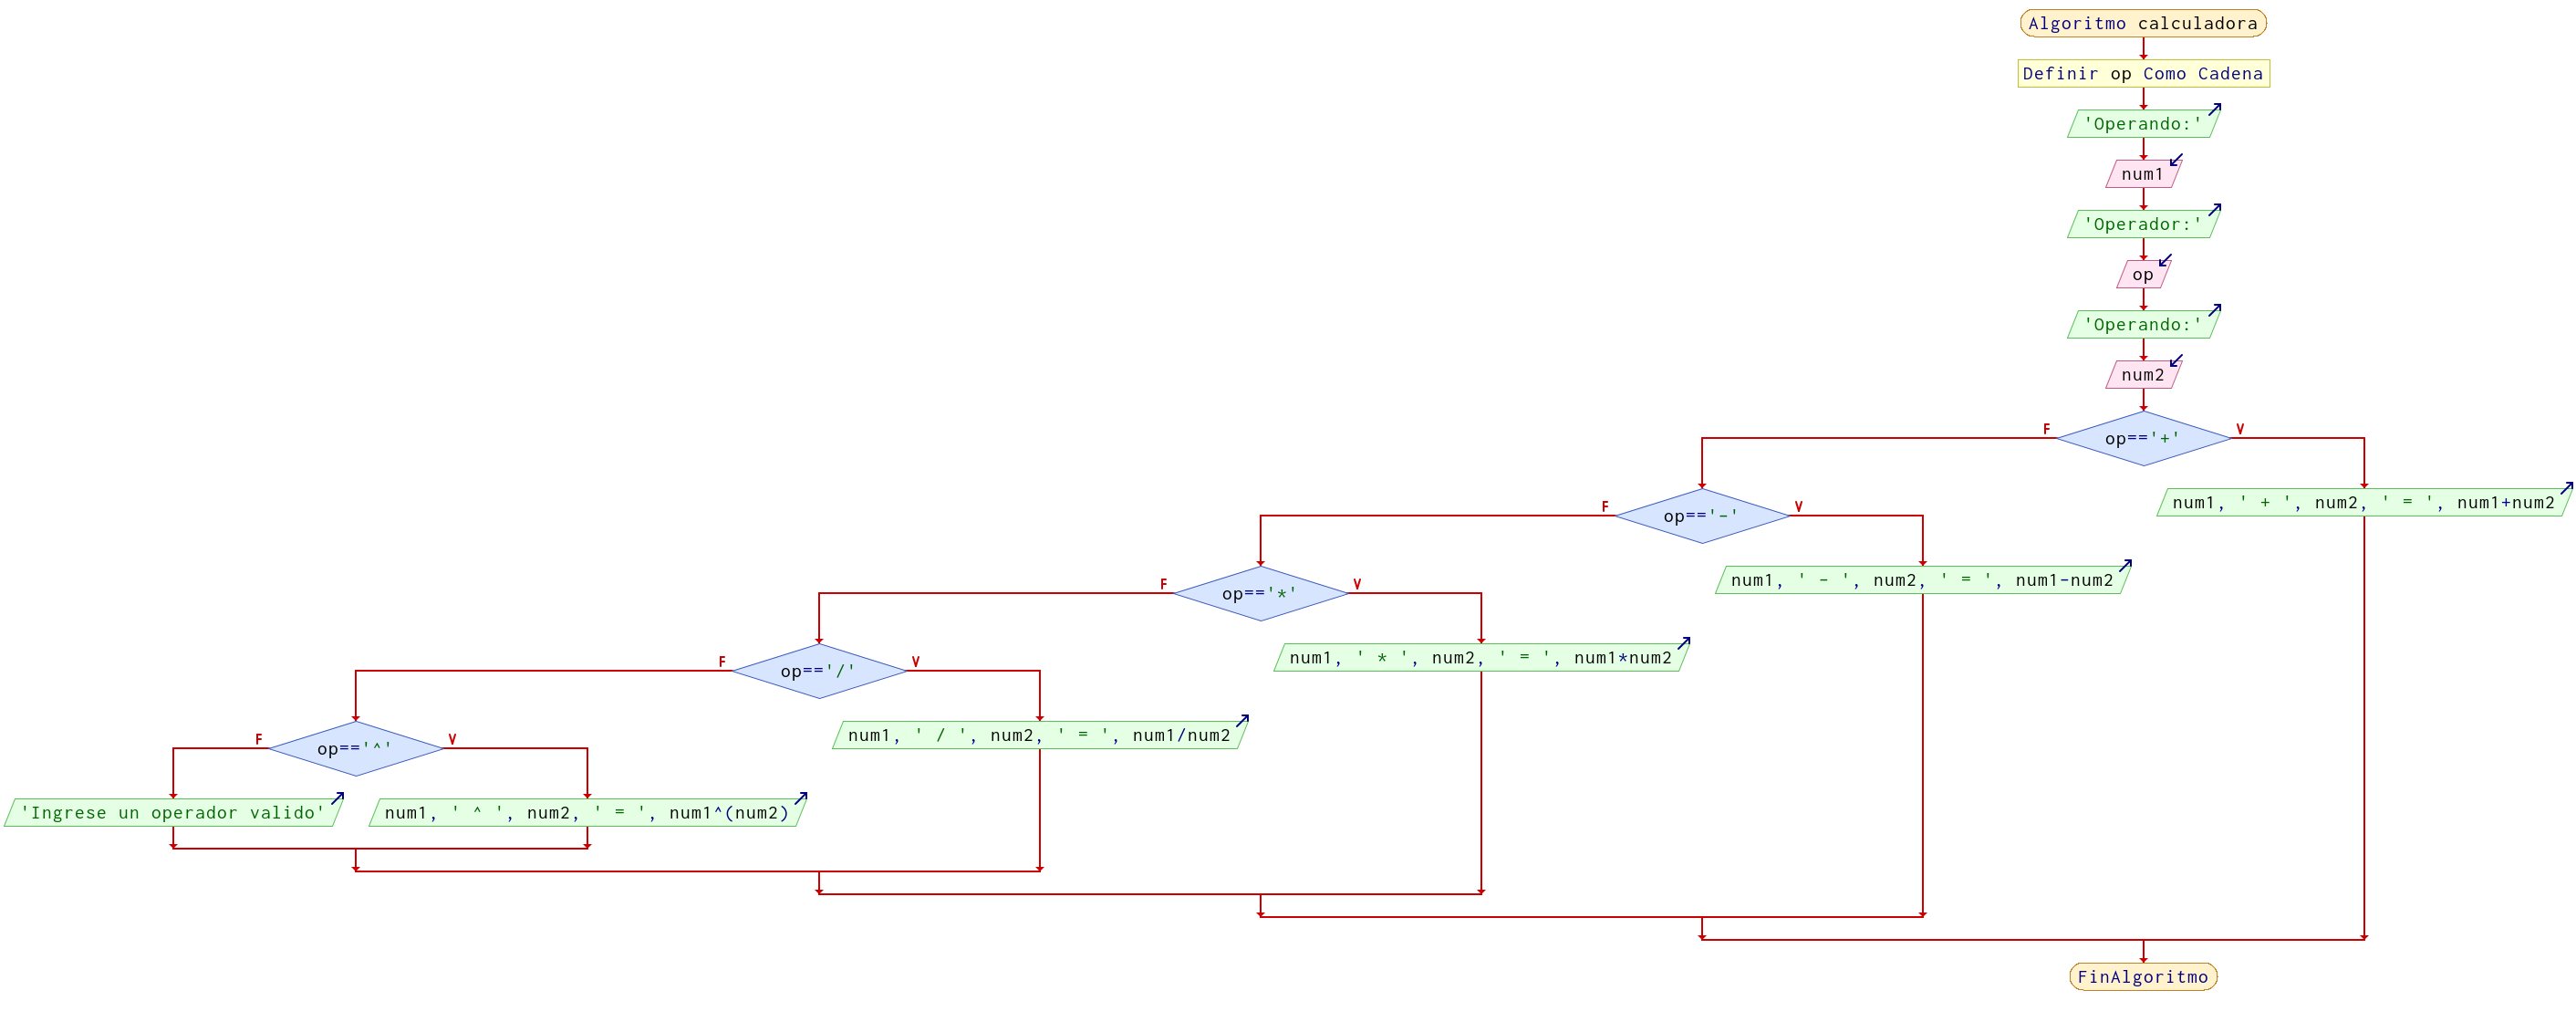 Algoritmo calculadora
Definir op Como Cadena
'Operando:'
num1
'Operador:'
op
'Operando:'
num2
F
op=='+'
V
num1, ' + ', num2, ' = ', num1+num2
F
op=='-'
V
num1, ' - ', num2, ' = ', num1-num2
F
op=='*'
V
num1, ' * ', num2, ' = ', num1*num2
F
op=='/'
V
num1, ' / ', num2, ' = ', num1/num2
F
op=='^'
V
'Ingrese un operador valido'
num1, ' ^ ', num2, ' = ', num1^(num2)
FinAlgoritmo